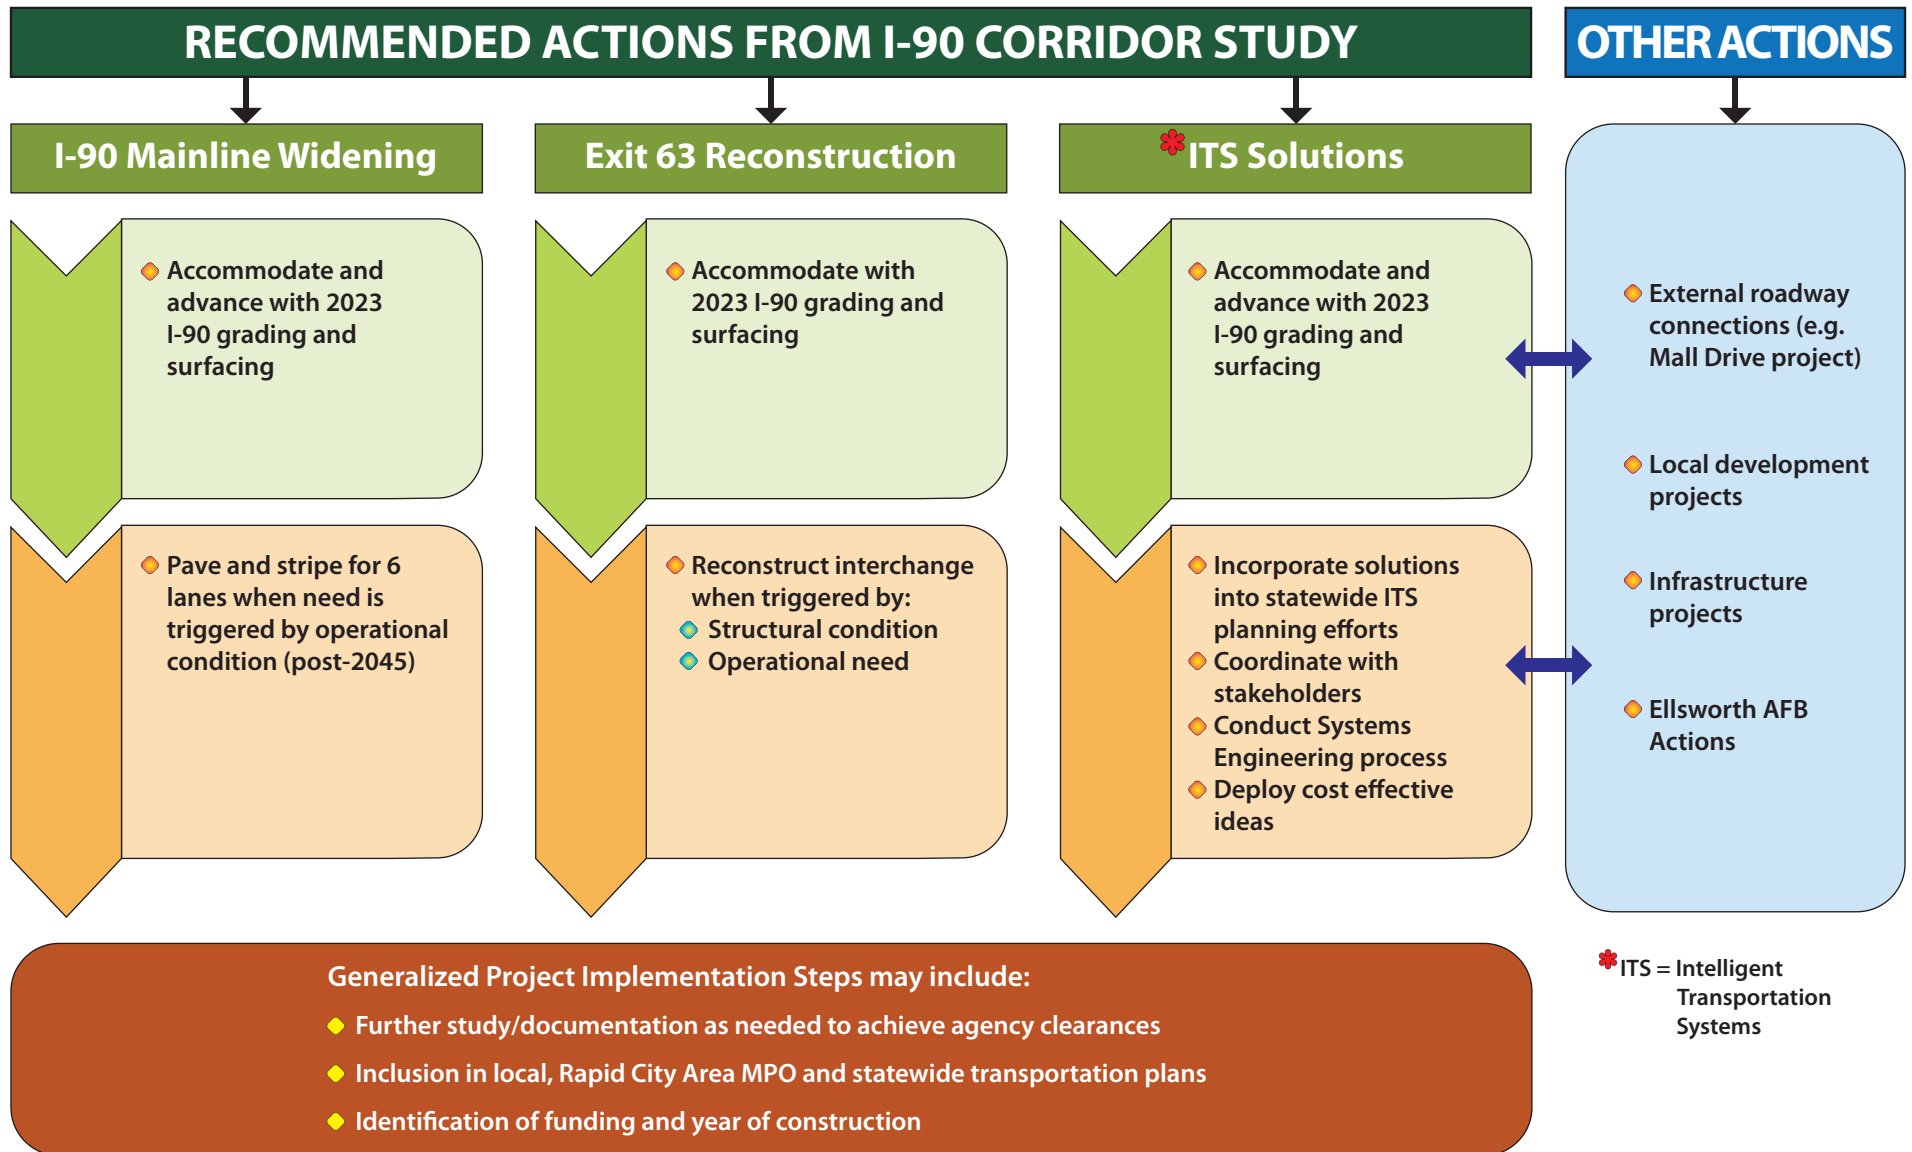 RECOMMENDED ACTIONS FROM I-90 CORRIDOR STUDY
I-90 Mainline Widening
Accommodate and
advance with 2023
I-90 grading and
surfacing
Pave and stripe for 6
lanes when need is
triggered by operational
condition (post-2045)
Exit 63 Reconstruction
Accommodate with
2023 I-90 grading and
surfacing
Reconstruct interchange
when triggered by:
Structural condition
Operational need
*ITS Solutions
Accommodate and
advance with 2023
I-90 grading and
surfacing
Incorporate solutions
into statewide ITS
planning efforts
Coordinate with
stakeholders
Conduct Systems
Engineering process
Deploy cost effective
ideas
OTHER ACTIONS
External roadway
connections (e.g.
Mall Drive project)
Local development
projects
Infrastructure
projects
Ellsworth AFB
Actions
Generalized Project Implementation Steps may include:
Further study/documentation as needed to achieve agency clearances
Inclusion in local, Rapid City Area MPO and statewide transportation plans
Identification of funding and year of construction
*ITS = Intelligent
Transportation
Systems